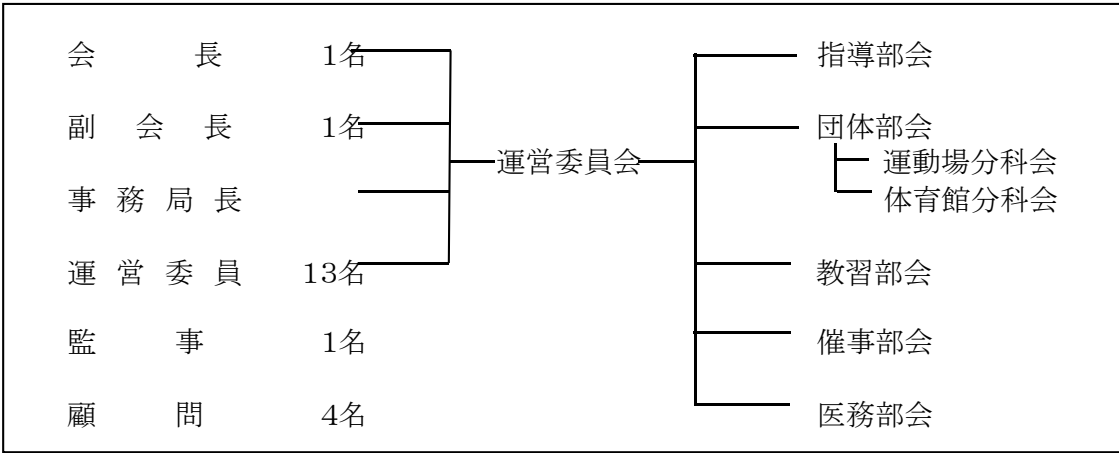 会長 1名
副会長 1名
事務局長
運営委員 13名
監事 1名
顧問 4名
運営委員会
指導部会
団体部会
運動場分科会
体育館分科会
教習部会
催事部会
医務部会